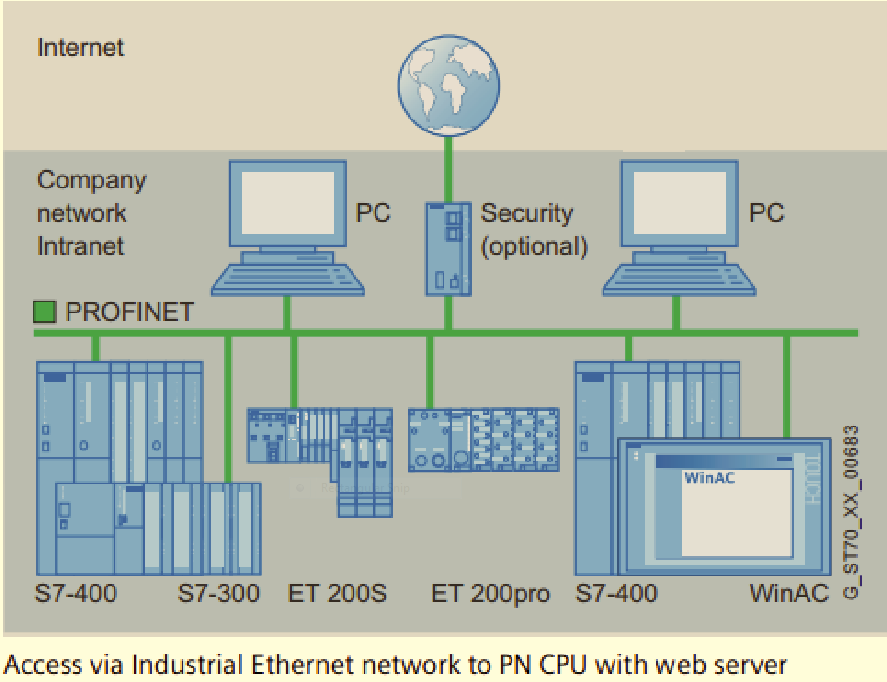 Internet
Company
network
Intranet
PC
Security
(optional)
PC
PROFINET
WinAC
TOUCH
S7-400
S7-300
ET 200S
ET 200pro
S7-400
WinAC
G_ST70_XX_00683
Access via Industrial Ethernet network to PN CPU with web server